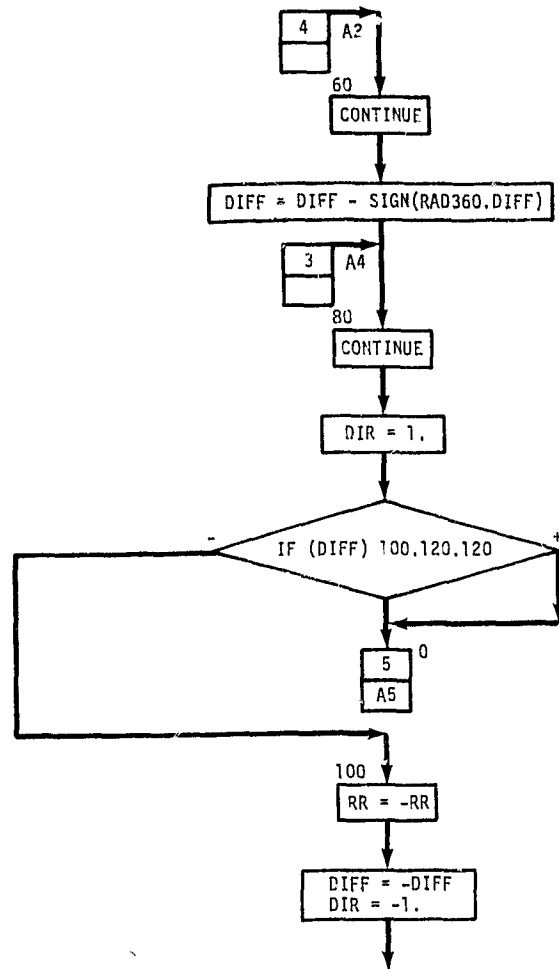 4
A2
60
CONTINUE
DIFF = DIFF - SIGN(RAD360,DIFF)
3
A4
80
CONTINUE
DIR = 1.
-
+
IF (DIFF) 100,120,120
5
0
A5
100
RR = -RR
DIFF = -DIFF
DIR = -1.